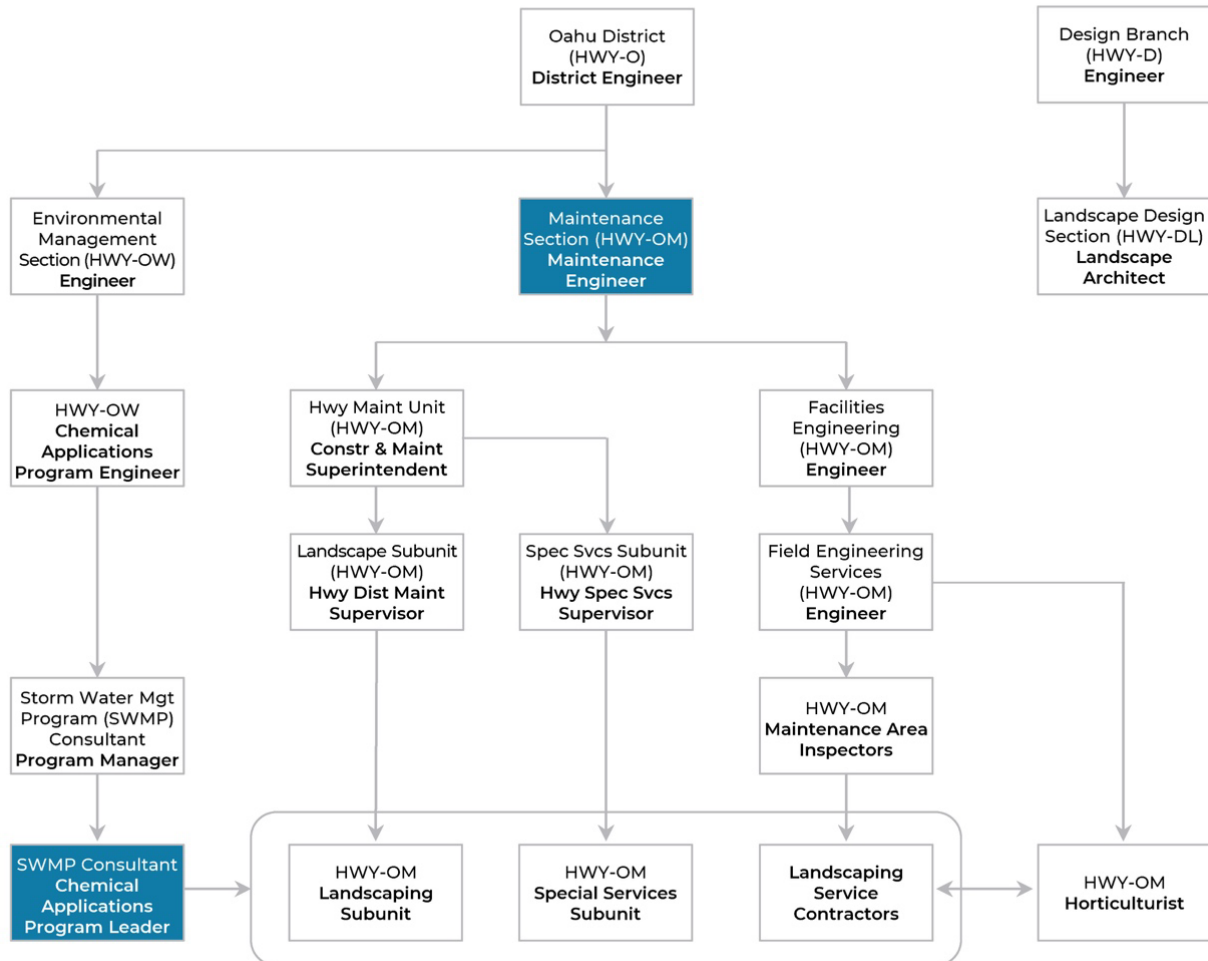 Oahu District
(HWY-O)
District Engineer
Design Branch
(HWY-D)
Engineer
Environmental
Management
Section (HWY-OW)
Engineer
Maintenance
Section (HWY-OM)
Maintenance
Engineer
Landscape Design
Section (HWY-DL)
Landscape
Architect
HWY-OW
Chemical
Applications
Program Engineer
Hwy Maint Unit
(HWY-OM)
Constr & Maint
Superintendent
Facilities
Engineering
(HWY-OM)
Engineer
Landscape Subunit
(HWY-OM)
Hwy Dist Maint
Supervisor
Spec Svcs Subunit
(HWY-OM)
Hwy Spec Svcs
Supervisor
Field Engineering
Services
(HWY-OM)
Engineer
Storm Water Mgt
Program (SWMP)
Consultant
Program Manager
HWY-OM
Maintenance Area
Inspectors
SWMP Consultant
Chemical
Applications
Program Leader
HWY-OM
Landscaping
Subunit
HWY-OM
Special Services
Subunit
Landscaping
Service
Contractors
HWY-OM
Horticulturist